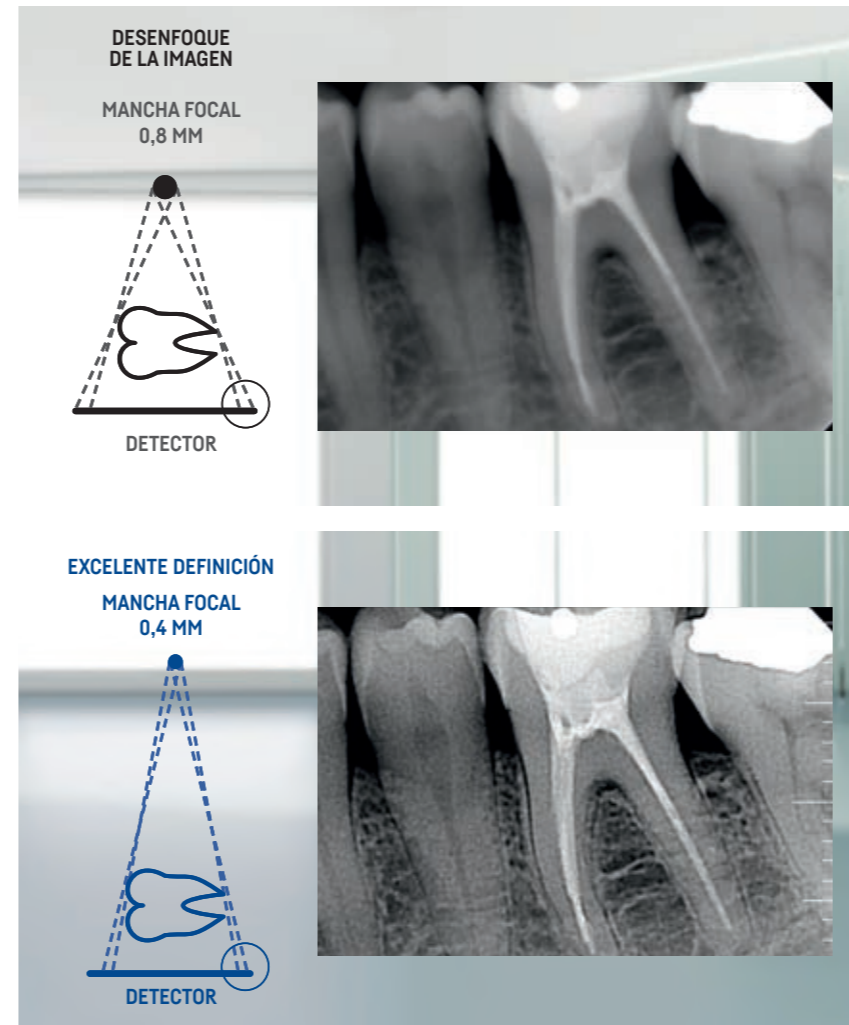 DESENFOQUE
DE LA IMAGEN
MANCHA FOCAL
0,8 MM
DETECTOR
EXCELENTE DEFINICIÓN
MANCHA FOCAL
0,4 MM
DETECTOR